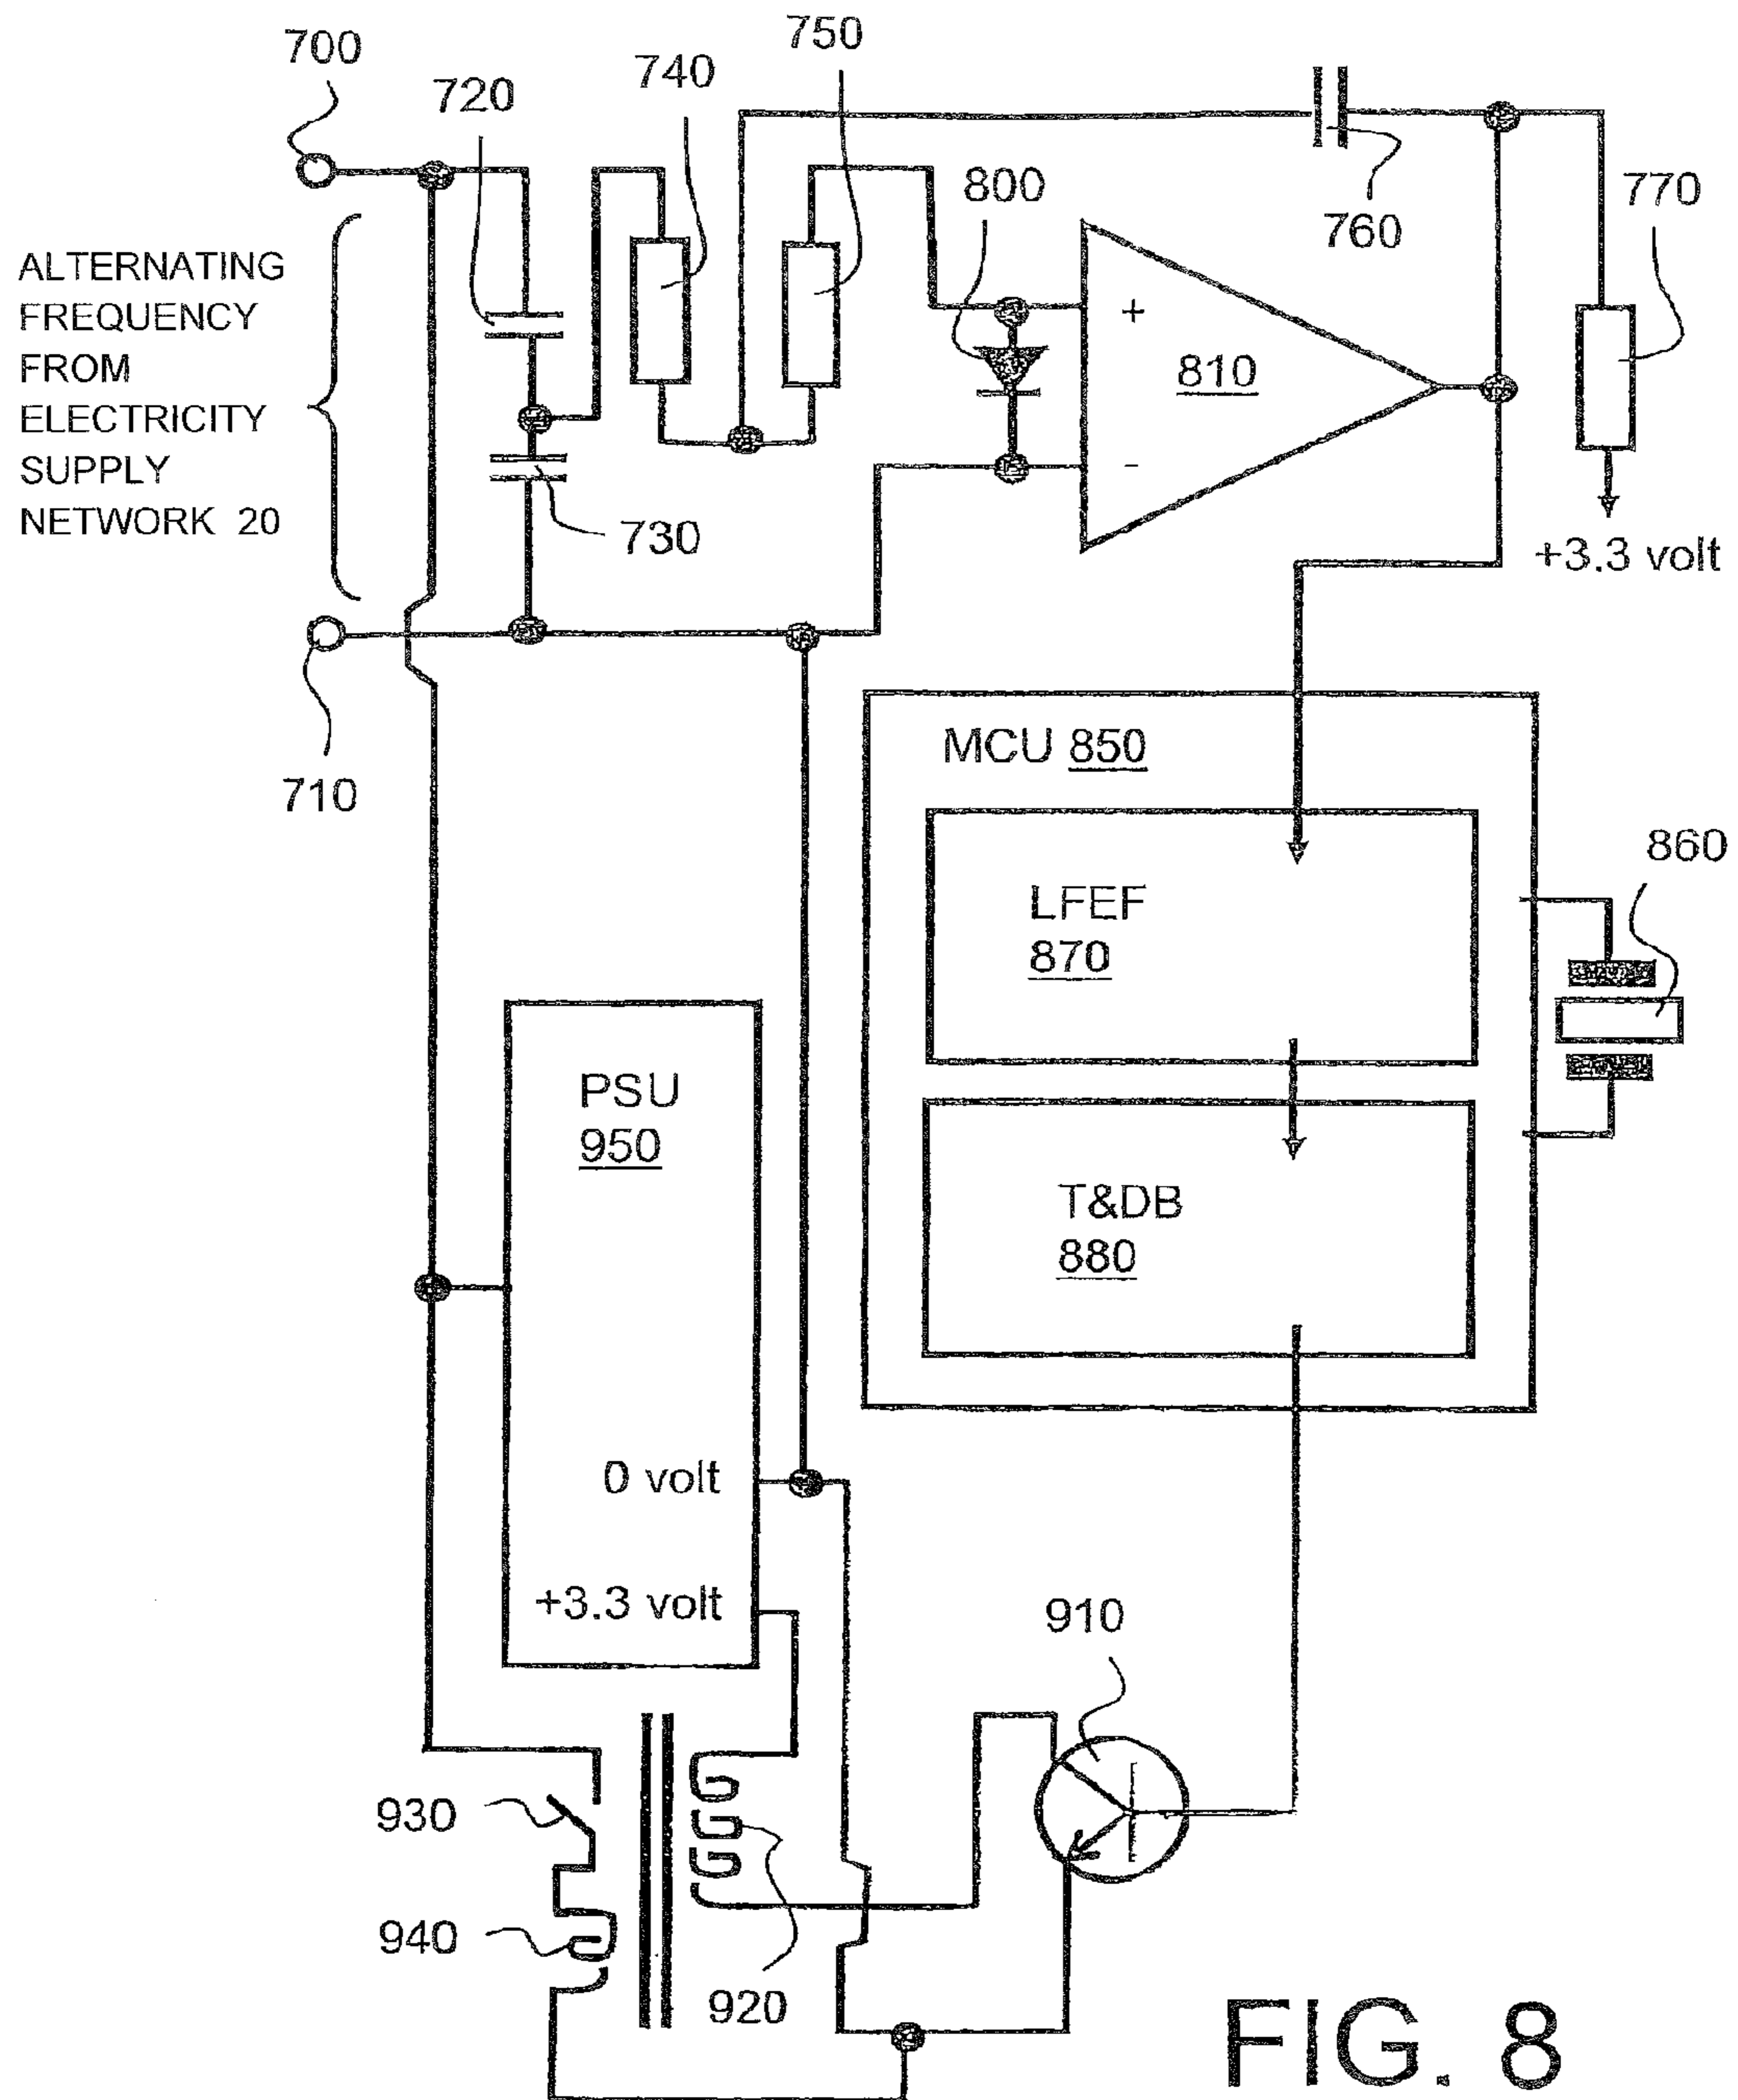 700
720
740
750
800
760
770
ALTERNATING
FREQUENCY
FROM
ELECTRICITY
SUPPLY
NETWORK 20
+
810
-
730
+3.3 volt
710
MCU 850
LFEF
870
860
T&DB
880
PSU
950
0 volt
+3.3 volt
910
930
940
920
FIG. 8